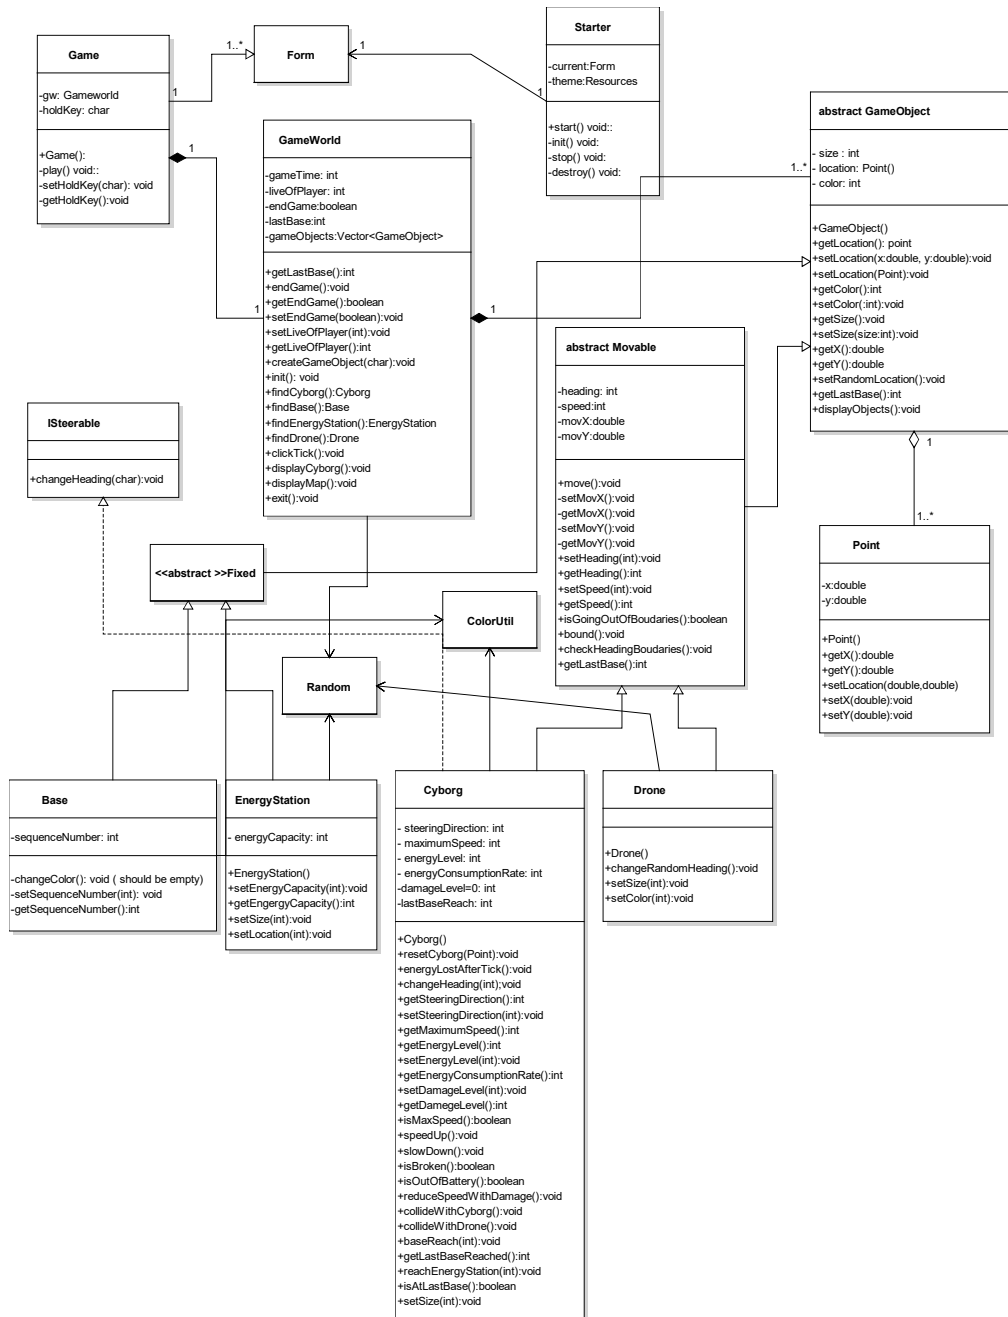 Game
-gw: Gameworld
-holdKey: char
+Game():
-play() void::
-setHoldKey(char): void
-getHoldKey():void
1..*
1
Form
1
1
Starter
-current:Form
-theme:Resources
+start() void::
-init() void:
-stop() void:
-destroy() void:
1
1
GameWorld
-gameTime: int
-liveOfPlayer: int
-endGame:boolean
-lastBase:int
-gameObjects:Vector<GameObject>
+getLastBase():int
+endGame():void
+getEndGame():boolean
+setEndGame(boolean):void
+setLiveOfPlayer(int):void
+getLiveOfPlayer():int
+createGameObject(char):void
+init(): void
+findCyborg():Cyborg
+findBase():Base
+findEnergyStation():EnergyStation
+findDrone():Drone
+clickTick():void
+displayCyborg():void
+displayMap():void
+exit():void
1
1..*
abstract GameObject
- size : int
- location: Point()
- color: int
+GameObject()
+getLocation(): point
+setLocation(x:double, y:double):void
+setLocation(Point):void
+getColor():int
+setColor(:int):void
+getSize():void
+setSize(size:int):void
+getX():double
+getY():double
+setRandomLocation():void
+getLastBase():int
+displayObjects():void
1
1..*
abstract Movable
-heading: int
-speed:int
-movX:double
-movY:double
+move():void
-setMovX():void
-getMovX():void
-setMovY():void
-getMovY():void
+setHeading(int):void
+getHeading():int
+setSpeed(int):void
+getSpeed():int
+isGoingOutOfBoudaries():boolean
+bound():void
+checkHeadingBoudaries():void
+getLastBase():int
ISteerable
+changeHeading(char):void
Point
-x:double
-y:double
+Point()
+getX():double
+getY():double
+setLocation(double,double)
+setX(double):void
+setY(double):void
<<abstract >>Fixed
ColorUtil
Random
Base
-sequenceNumber: int
-changeColor(): void ( should be empty)
-setSequenceNumber(int): void
-getSequenceNumber():int
EnergyStation
- energyCapacity: int
+EnergyStation()
+setEnergyCapacity(int):void
+getEngergyCapacity():int
+setSize(int):void
+setLocation(int):void
Cyborg
- steeringDirection: int
- maximumSpeed: int
- energyLevel: int
- energyConsumptionRate: int
-damageLevel=0: int
-lastBaseReach: int
+Cyborg()
+resetCyborg(Point):void
+energyLostAfterTick():void
+changeHeading(int);void
+getSteeringDirection():int
+setSteeringDirection(int):void
+getMaximumSpeed():int
+getEnergyLevel():int
+setEnergyLevel(int):void
+getEnergyConsumptionRate():int
+setDamageLevel(int):void
+getDamegeLevel():int
+isMaxSpeed():boolean
+speedUp():void
+slowDown():void
+isBroken():boolean
+isOutOfBattery():boolean
+reduceSpeedWithDamage():void
+collideWithCyborg():void
+collideWithDrone():void
+baseReach(int):void
+getLastBaseReached():int
+reachEnergyStation(int):void
+isAtLastBase():boolean
+setSize(int):void
Drone
+Drone()
+changeRandomHeading():void
+setSize(int):void
+setColor(int):void